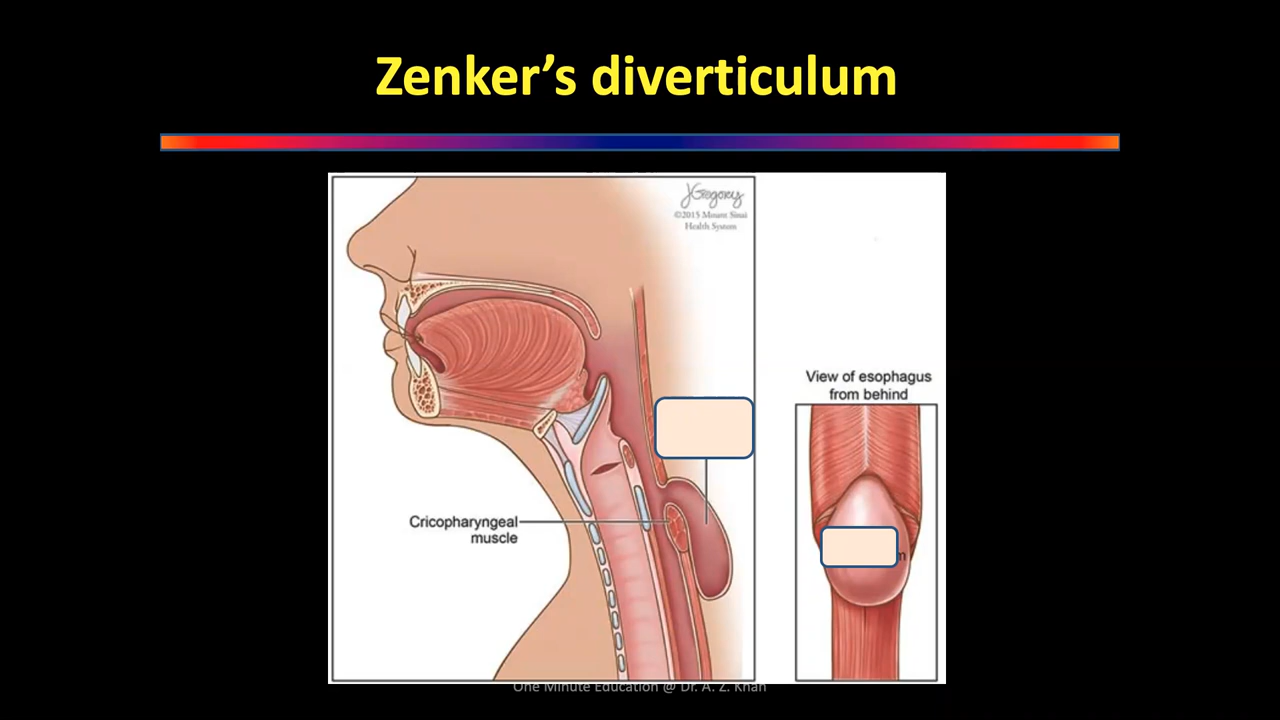 Zenker’s diverticulum
JGregory
©2015 Mount Sinai
Health System
View of esophagus
from behind
Cricopharyngeal
muscle
m
One Minute Education @ Dr. A. Z. Khan